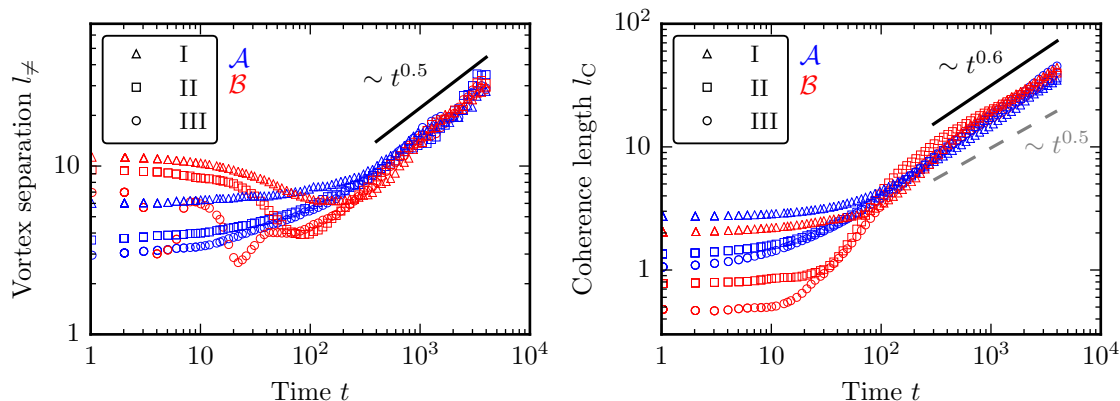 Vortex separation l≠
10
1
I
II
III
𝒜
ℬ
∼ t^0.5
1
10
10^2
10^3
10^4
Time t
Coherence length l_C
10^2
10
1
I
II
III
𝒜
ℬ
∼ t^0.6
∼ t^0.5
1
10
10^2
10^3
10^4
Time t